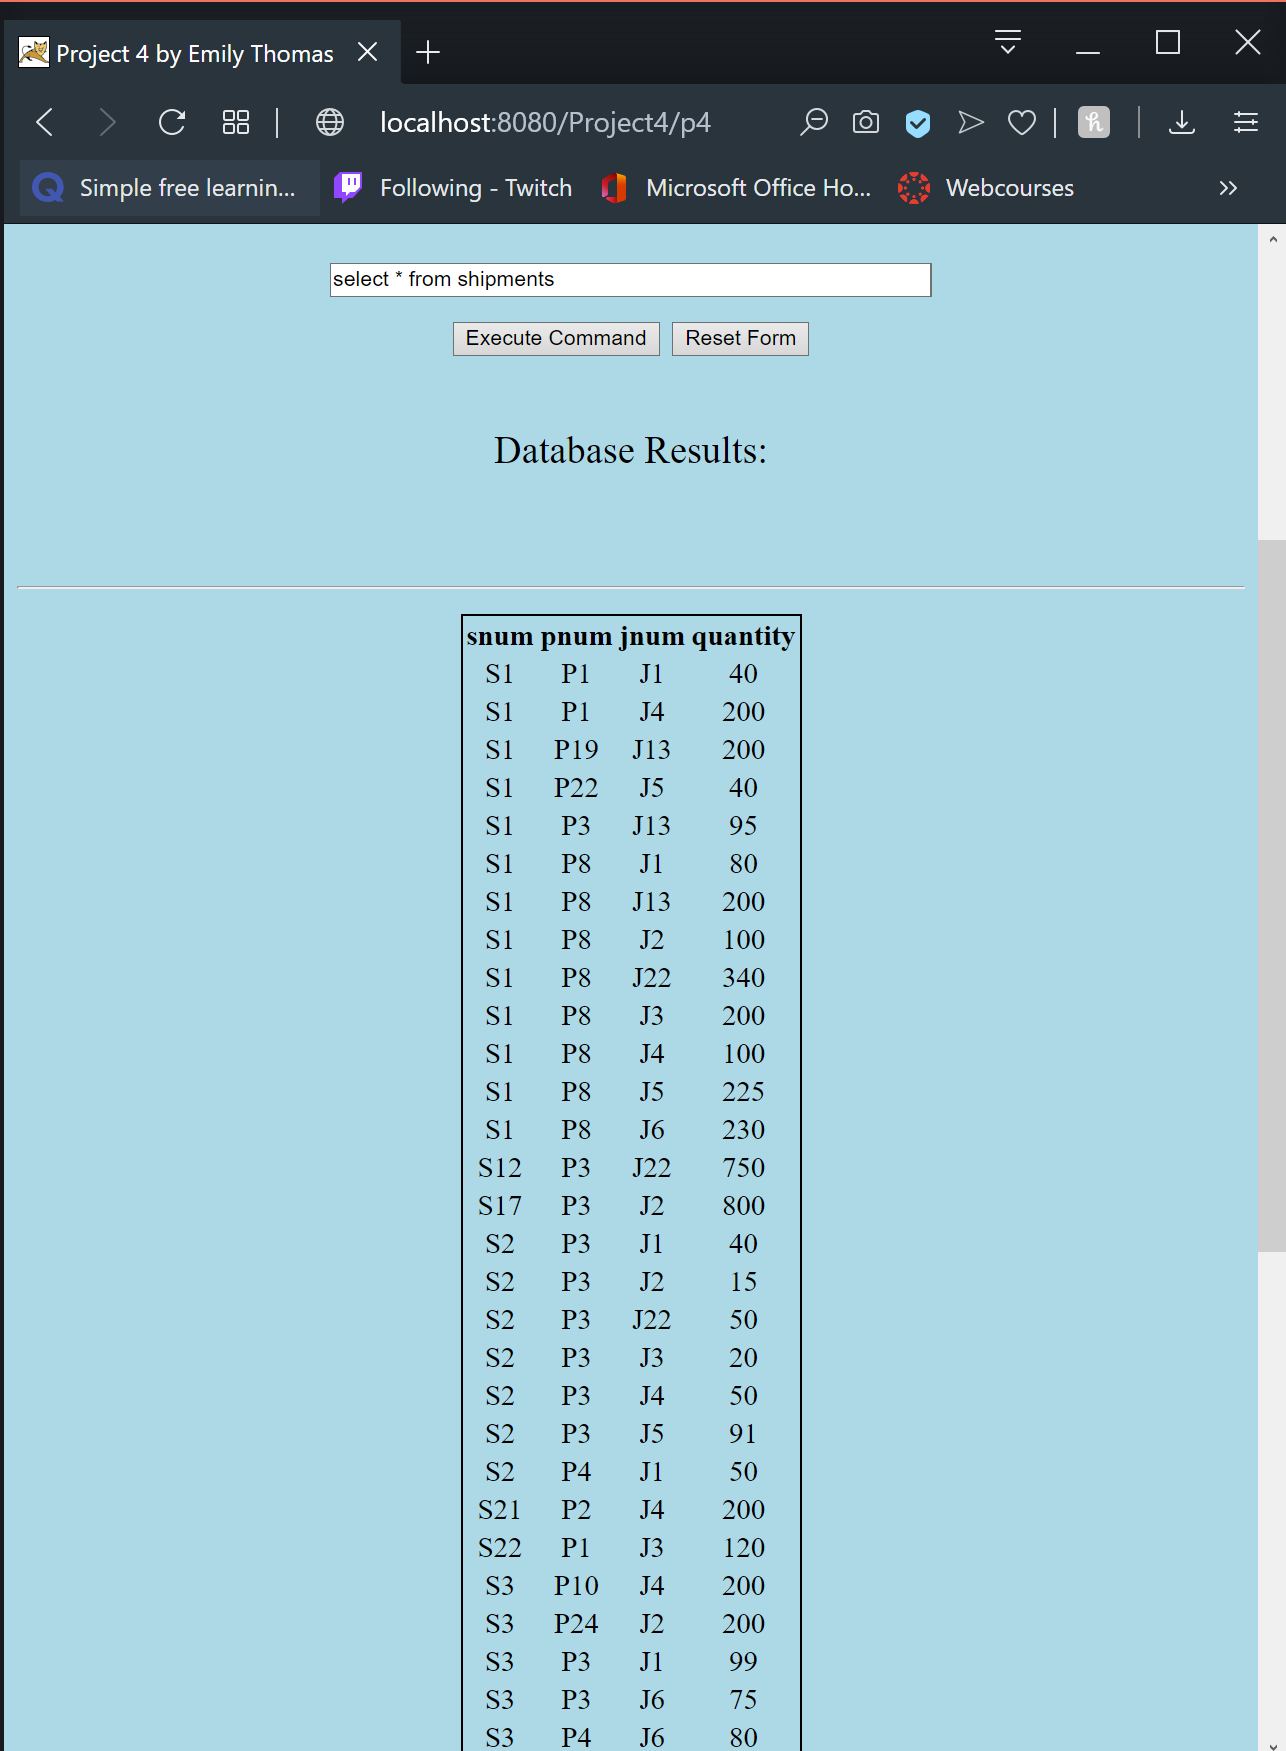 Project 4 by Emily Thomas
localhost:8080/Project4/p4
Simple free learnin... Following - Twitch Microsoft Office Ho... Webcourses
select * from shipments
Execute Command Reset Form
Database Results:
snum pnum jnum quantity
S1 P1 J1 40
S1 P1 J4 200
S1 P19 J13 200
S1 P22 J5 40
S1 P3 J13 95
S1 P8 J1 80
S1 P8 J13 200
S1 P8 J2 100
S1 P8 J22 340
S1 P8 J3 200
S1 P8 J4 100
S1 P8 J5 225
S1 P8 J6 230
S12 P3 J22 750
S17 P3 J2 800
S2 P3 J1 40
S2 P3 J2 15
S2 P3 J22 50
S2 P3 J3 20
S2 P3 J4 50
S2 P3 J5 91
S2 P4 J1 50
S21 P2 J4 200
S22 P1 J3 120
S3 P10 J4 200
S3 P24 J2 200
S3 P3 J1 99
S3 P3 J6 75
S3 P4 J6 80